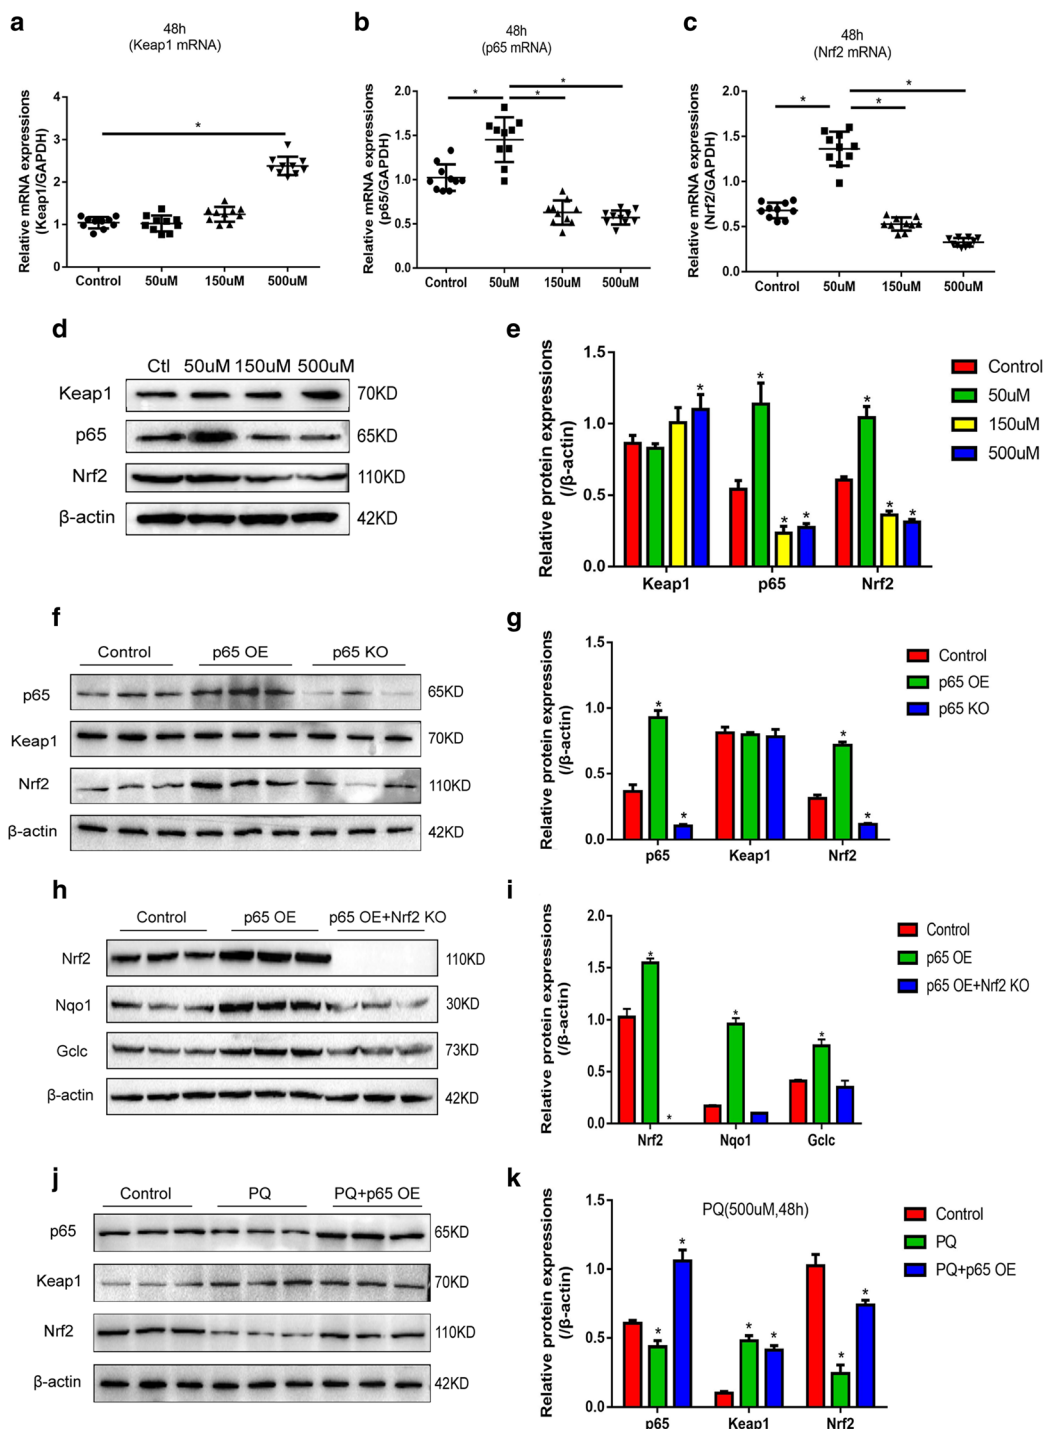 a
48h
(Keap1 mRNA)
Relative mRNA expressions
(Keap1/GAPDH)
4
3
2
1
0
*
Control 50uM 150uM 500uM
b
48h
(p65 mRNA)
Relative mRNA expressions
(p65/GAPDH)
2.0
1.5
1.0
0.5
0.0
*
* *
Control 50uM 150uM 500uM
c
48h
(Nrf2 mRNA)
Relative mRNA expressions
(Nrf2/GAPDH)
2.0
1.5
1.0
0.5
0.0
*
* *
Control 50uM 150uM 500uM
d
Ctl 50uM 150uM 500uM
Keap1 70KD
p65 65KD
Nrf2 110KD
β-actin 42KD
e
Relative protein expressions
(/β-actin)
1.5
1.0
0.5
0.0
* * * * * * *
Keap1 p65 Nrf2
Control
50uM
150uM
500uM
f
Control p65 OE p65 KO
p65 65KD
Keap1 70KD
Nrf2 110KD
β-actin 42KD
g
Relative protein expressions
(/β-actin)
1.5
1.0
0.5
0.0
* * * *
p65 Keap1 Nrf2
Control
p65 OE
p65 KO
h
Control p65 OE p65 OE+Nrf2 KO
Nrf2 110KD
Nqo1 30KD
Gclc 73KD
β-actin 42KD
i
Relative protein expressions
(/β-actin)
2.0
1.5
1.0
0.5
0.0
* * * *
Nrf2 Nqo1 Gclc
Control
p65 OE
p65 OE+Nrf2 KO
j
Control PQ PQ+p65 OE
p65 65KD
Keap1 70KD
Nrf2 110KD
β-actin 42KD
k
PQ(500uM,48h)
Relative protein expressions
(/β-actin)
1.5
1.0
0.5
0.0
* * * * * *
p65 Keap1 Nrf2
Control
PQ
PQ+p65 OE